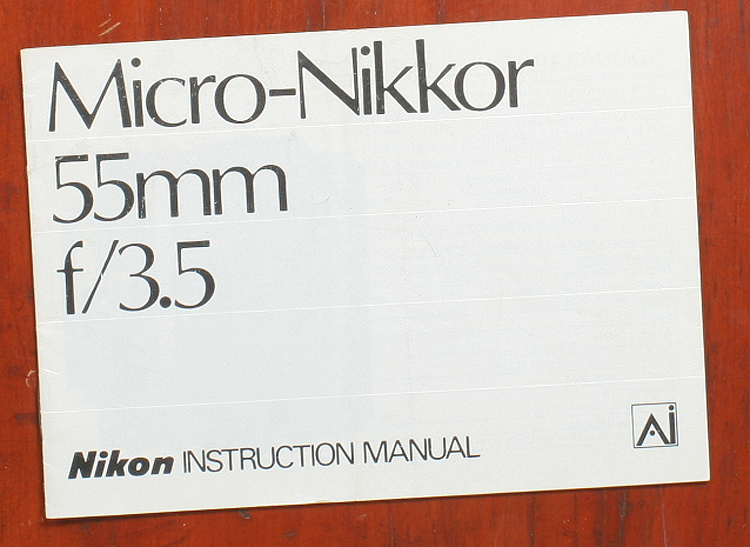 Micro-Nikkor
55mm
f/3.5
Nikon INSTRUCTION MANUAL
Ai